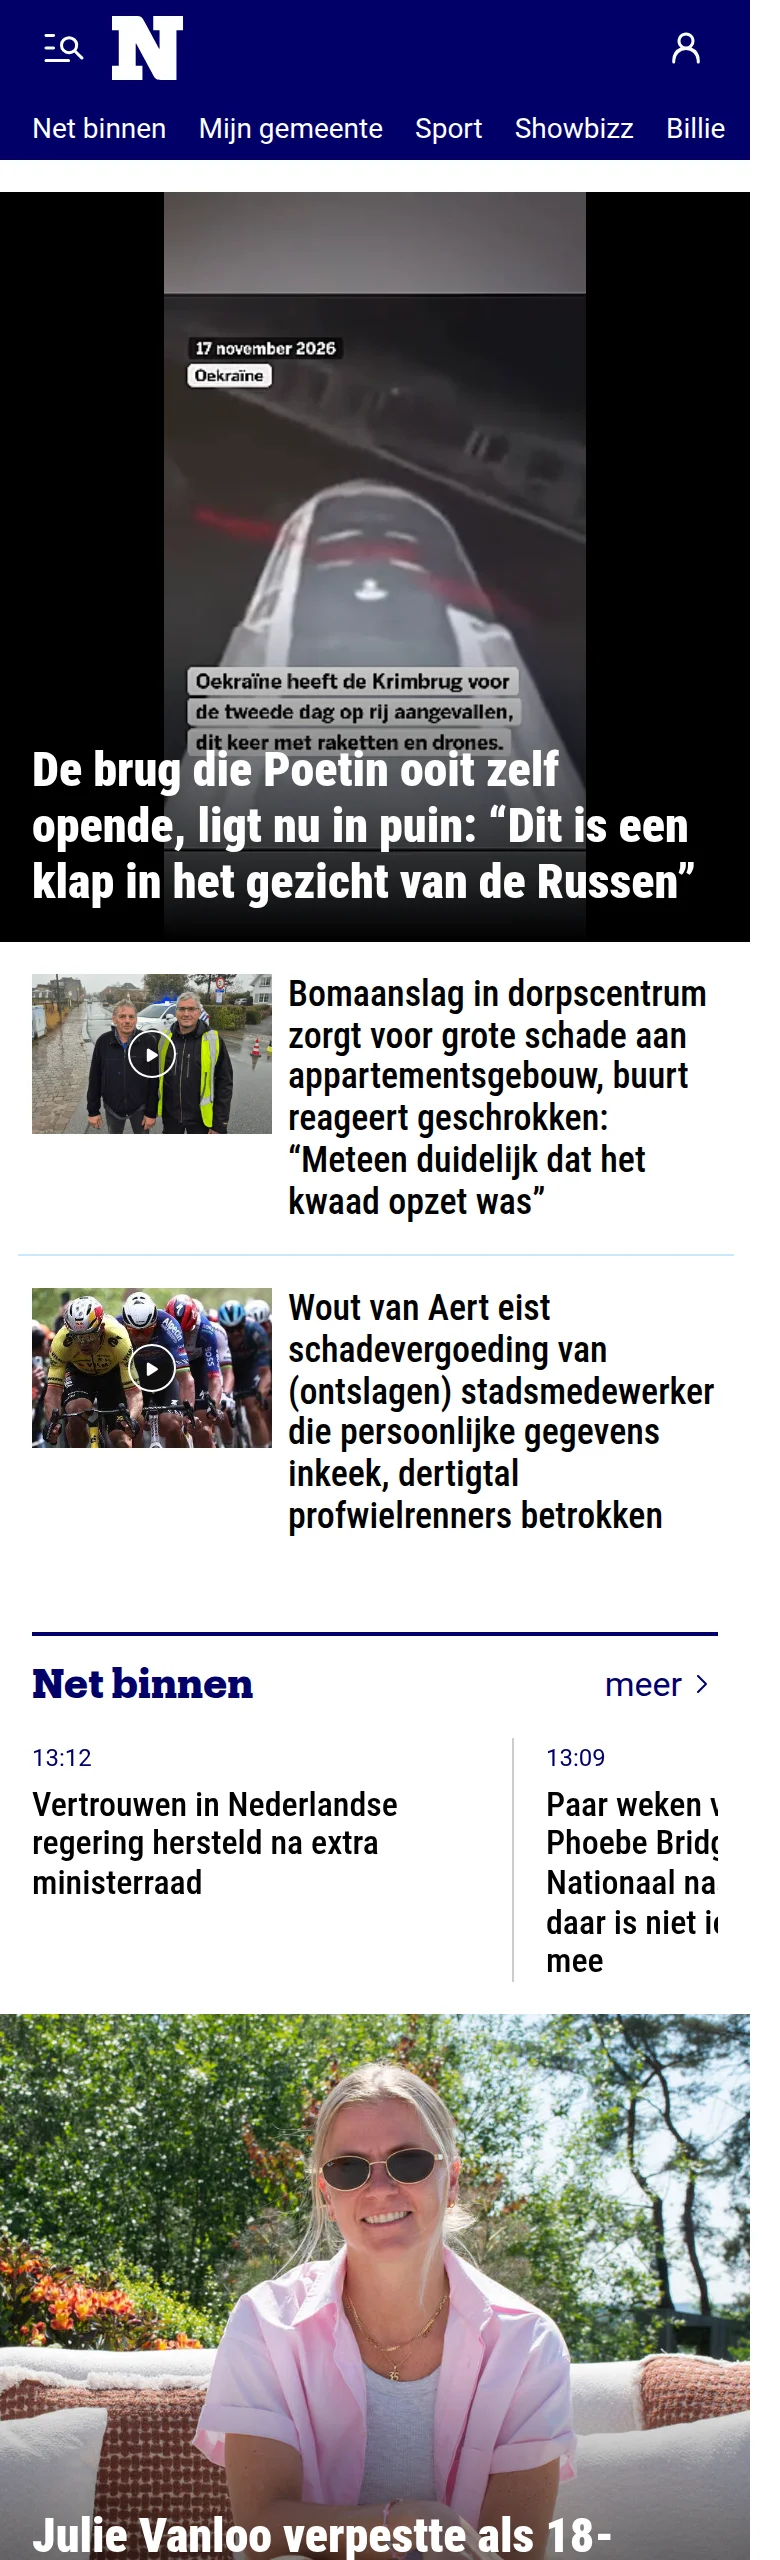 N
Net binnen Mijn gemeente Sport Showbizz Billie
17 november 2026
Oekraïne
Oekraïne heeft de Krimbrug voor
de tweede dag op rij aangevallen,
dit keer met raketten en drones.
De brug die Poetin ooit zelf
opende, ligt nu in puin: “Dit is een
klap in het gezicht van de Russen”
Bomaanslag in dorpscentrum
zorgt voor grote schade aan
appartementsgebouw, buurt
reageert geschrokken:
“Meteen duidelijk dat het
kwaad opzet was”
Wout van Aert eist
schadevergoeding van
(ontslagen) stadsmedewerker
die persoonlijke gegevens
inkeek, dertigtal
profwielrenners betrokken
Net binnen
meer
13:12
Vertrouwen in Nederlandse
regering hersteld na extra
ministerraad
13:09
Paar weken
Phoebe
Nationaal
daar is niet
mee
Julie Vanloo verpestte als 18-